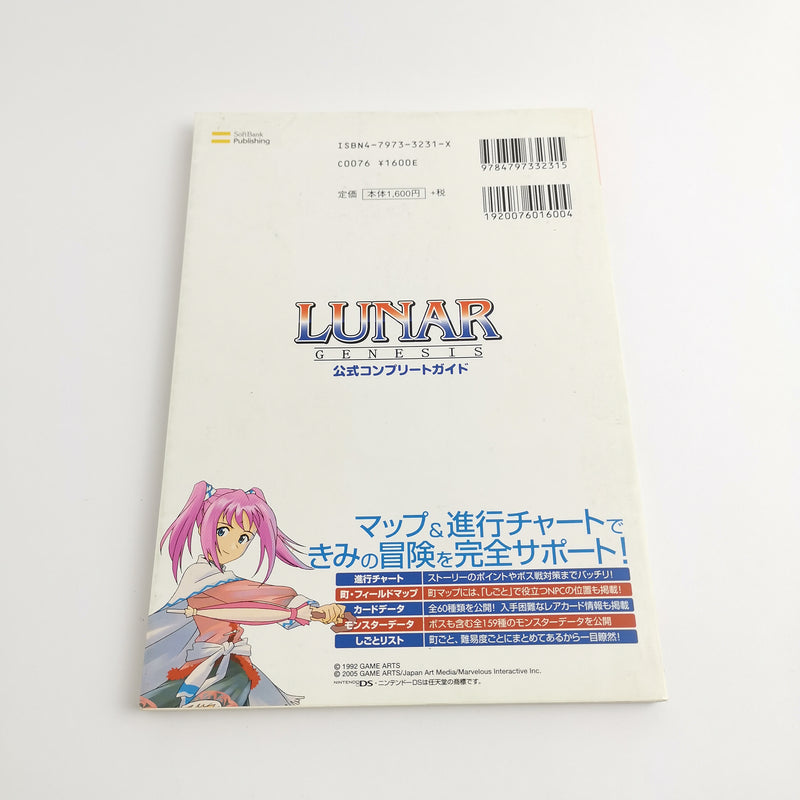 SoftBank
Publishing
ISBN4-7973-3231-X
C0076 ¥1600E
定価 本体1,600円 +税
9784797332315
1920076016004
LUNAR
GENESIS
公式コンプリートガイド
マップ&進行チャートで
きみの冒険を完全サポート!
進行チャート ストーリーのポイントやボス戦対策までバッチリ!
町・フィールドマップ 町マップには、「しごと」で役立つNPCの位置も掲載!
カードデータ 全60種類を公開!入手困難なレアカード情報も掲載
モンスターデータ ボスも含む全159種のモンスターデータを公開
しごとリスト 町ごと、難易度ごとにまとめてあるから一目瞭然!
© 1992 GAME ARTS
© 2005 GAME ARTS/Japan Art Media/Marvelous Interactive Inc.
NINTENDO DS・ニンテンドーDSは任天堂の商標です。